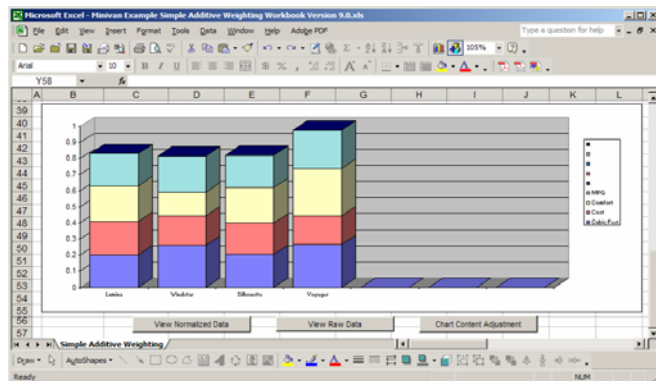 Microsoft Excel - Minivan Example Simple Additive Weighting Workbook Version 9.0.xls
File Edit View Insert Format Tools Data Window Help Adobe PDF Type a question for help
105%
Arial 10 B I U
Y58 fx
A B C D E F G H I J K L
39
40
41
42
43
44
45
46
47
48
49
50
51
52
53
54
55
56
57
1
0.9
0.8
0.7
0.6
0.5
0.4
0.3
0.2
0.1
0
Lumina Windstar Silhouette Voyager
MPG
Comfort
Cost
Cubic Feet
View Normalized Data View Raw Data Chart Content Adjustment
Simple Additive Weighting
Draw AutoShapes
Ready NUM